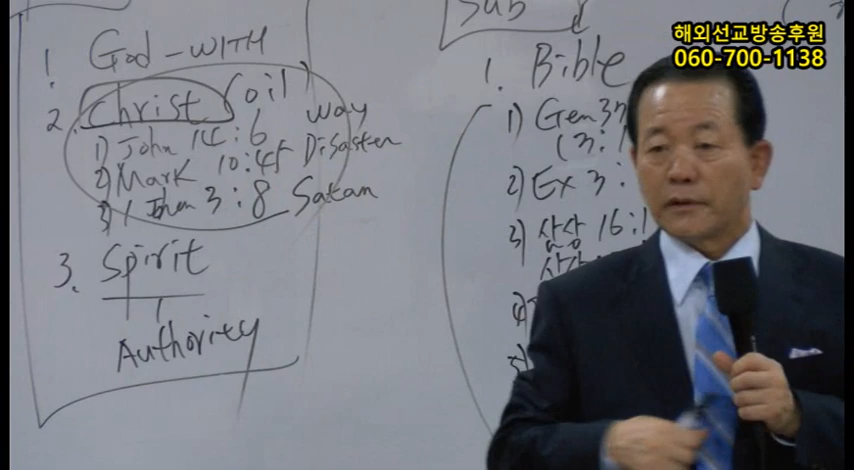 해외선교방송후원
060-700-1138
1. God - WITH
2. Christ (oil)
1) John 14:6 way
2) Mark 10:45 Disaster
3) 1 John 3:8 Satan
3. Spirit
Authority
Sub
1. Bible
1) Gen 37
(3:1
2) Ex 3:
3) 삼상 16:1